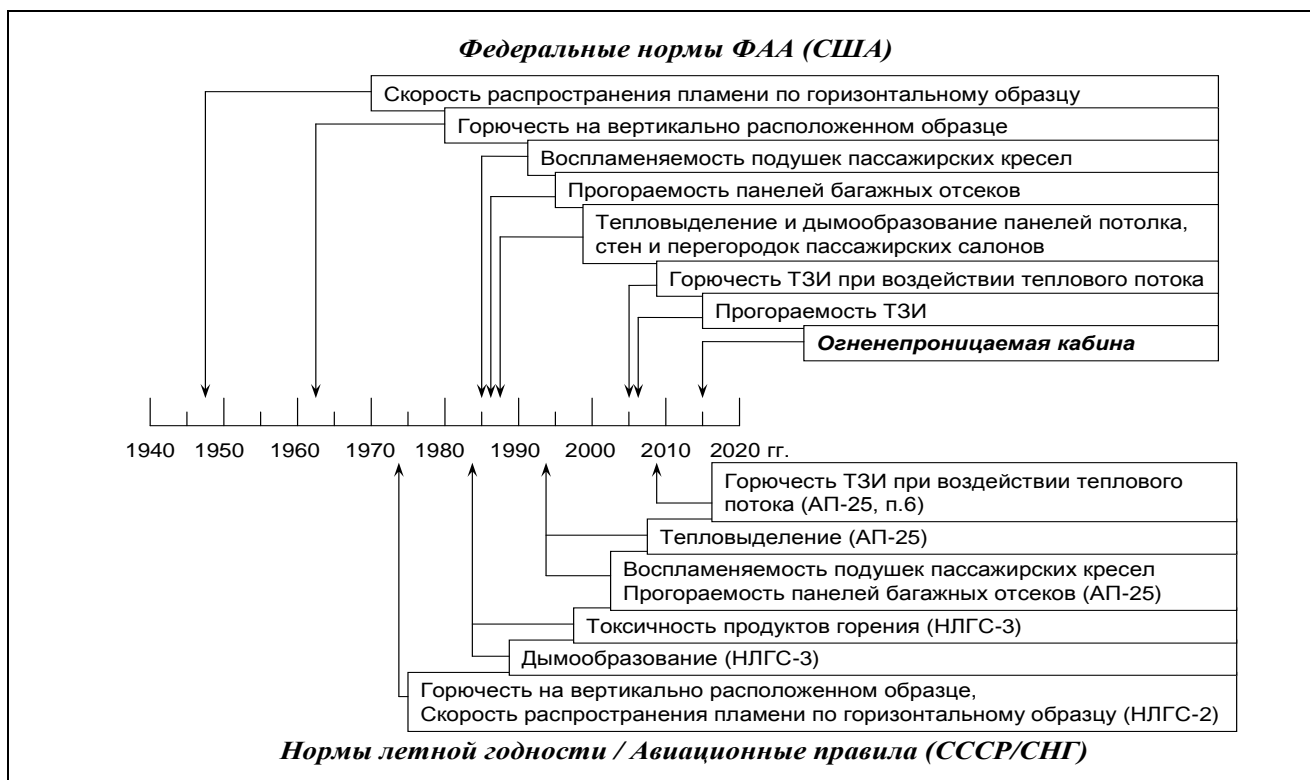 Федеральные нормы ФАА (США)
Скорость распространения пламени по горизонтальному образцу
Горючесть на вертикально расположенном образце
Воспламеняемость подушек пассажирских кресел
Прогораемость панелей багажных отсеков
Тепловыделение и дымообразование панелей потолка,
стен и перегородок пассажирских салонов
Горючесть ТЗИ при воздействии теплового потока
Прогораемость ТЗИ
Огненепроницаемая кабина
1940 1950 1960 1970 1980 1990 2000 2010 2020 гг.
Горючесть ТЗИ при воздействии теплового
потока (АП-25, п.6)
Тепловыделение (АП-25)
Воспламеняемость подушек пассажирских кресел
Прогораемость панелей багажных отсеков (АП-25)
Токсичность продуктов горения (НЛГС-3)
Дымообразование (НЛГС-3)
Горючесть на вертикально расположенном образце,
Скорость распространения пламени по горизонтальному образцу (НЛГС-2)
Нормы летной годности / Авиационные правила (СССР/СНГ)